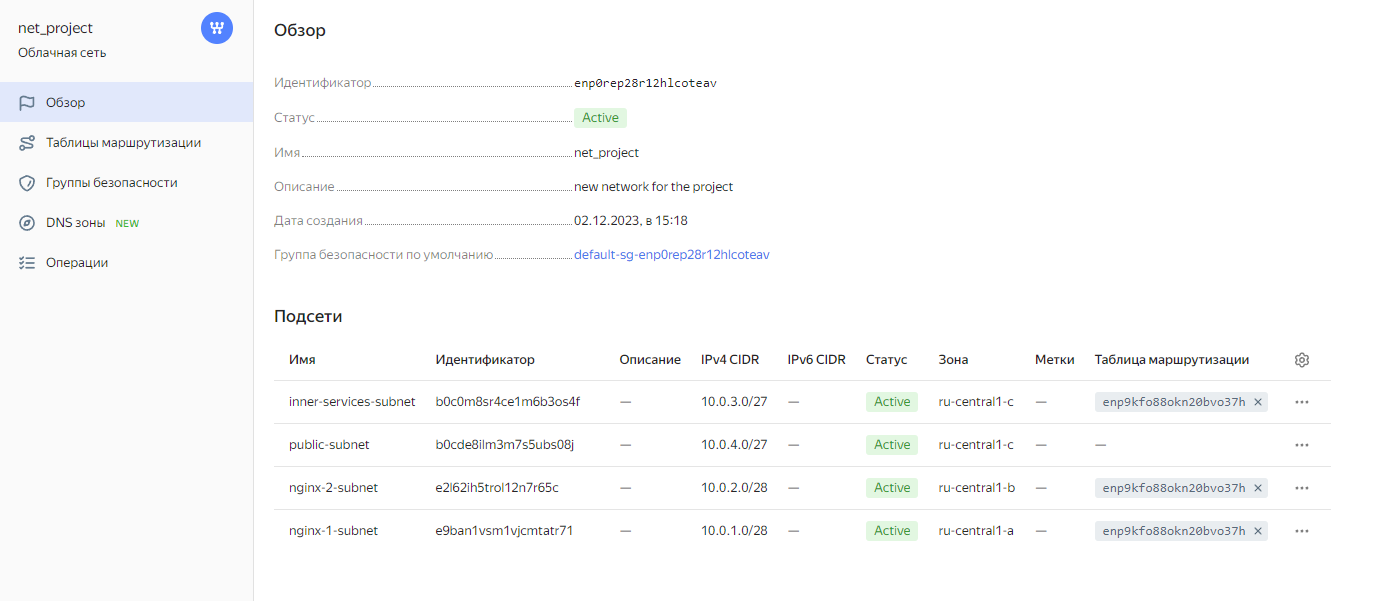 net_project
Облачная сеть
Обзор
Таблицы маршрутизации
Группы безопасности
DNS зоны NEW
Операции
Обзор
Идентификатор enp0rep28r12hlcoteav
Статус Active
Имя net_project
Описание new network for the project
Дата создания 02.12.2023, в 15:18
Группа безопасности по умолчанию default-sg-enp0rep28r12hlcoteav
Подсети
Имя Идентификатор Описание IPv4 CIDR IPv6 CIDR Статус Зона Метки Таблица маршрутизации
inner-services-subnet b0c0m8sr4ce1m6b3os4f — 10.0.3.0/27 — Active ru-central1-c — enp9kfo88okn20bvo37h ×
public-subnet b0cde8ilm3m7s5ubs08j — 10.0.4.0/27 — Active ru-central1-c — —
nginx-2-subnet e2l62ih5trol12n7r65c — 10.0.2.0/28 — Active ru-central1-b — enp9kfo88okn20bvo37h ×
nginx-1-subnet e9ban1vsm1vjcmtatr71 — 10.0.1.0/28 — Active ru-central1-a — enp9kfo88okn20bvo37h ×